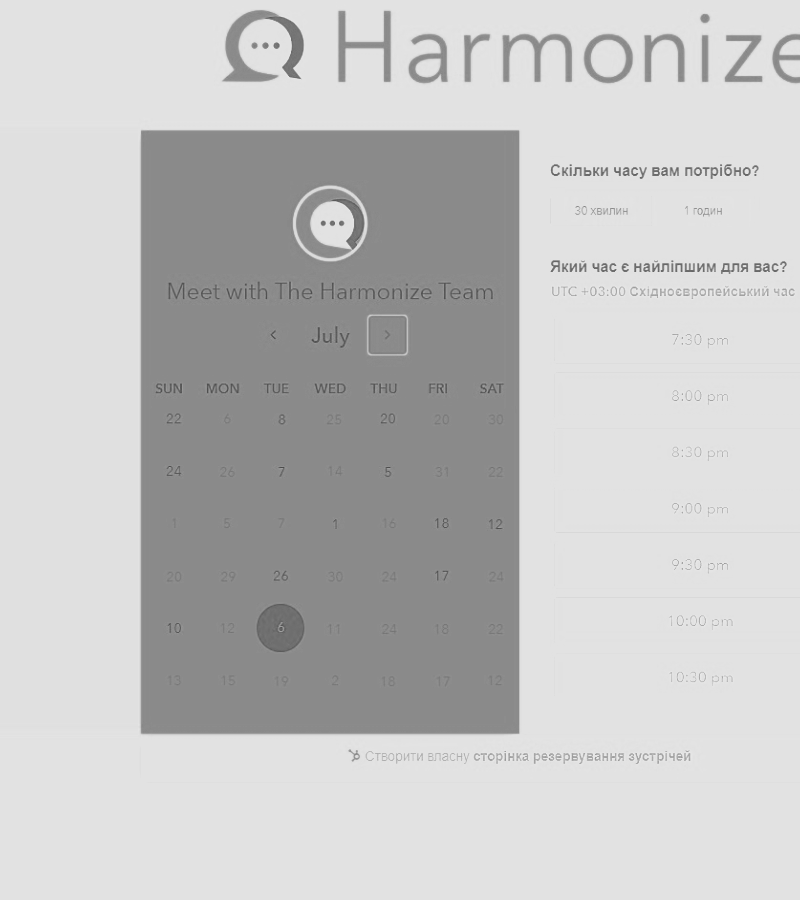 Harmonize
Meet with The Harmonize Team
July
SUN MON TUE WED THU FRI SAT
22 6 8 25 20 20 30
24 26 7 14 5 31 22
1 5 7 1 16 18 12
20 29 26 30 24 17 24
10 12 6 11 24 18 22
13 15 19 2 18 17 12
Скільки часу вам потрібно?
30 хвилин 1 годин
Який час є найліпшим для вас?
UTC +03:00 Східноєвропейський час
7:30 pm
8:00 pm
8:30 pm
9:00 pm
9:30 pm
10:00 pm
10:30 pm
Створити власну сторінка резервування зустрічей